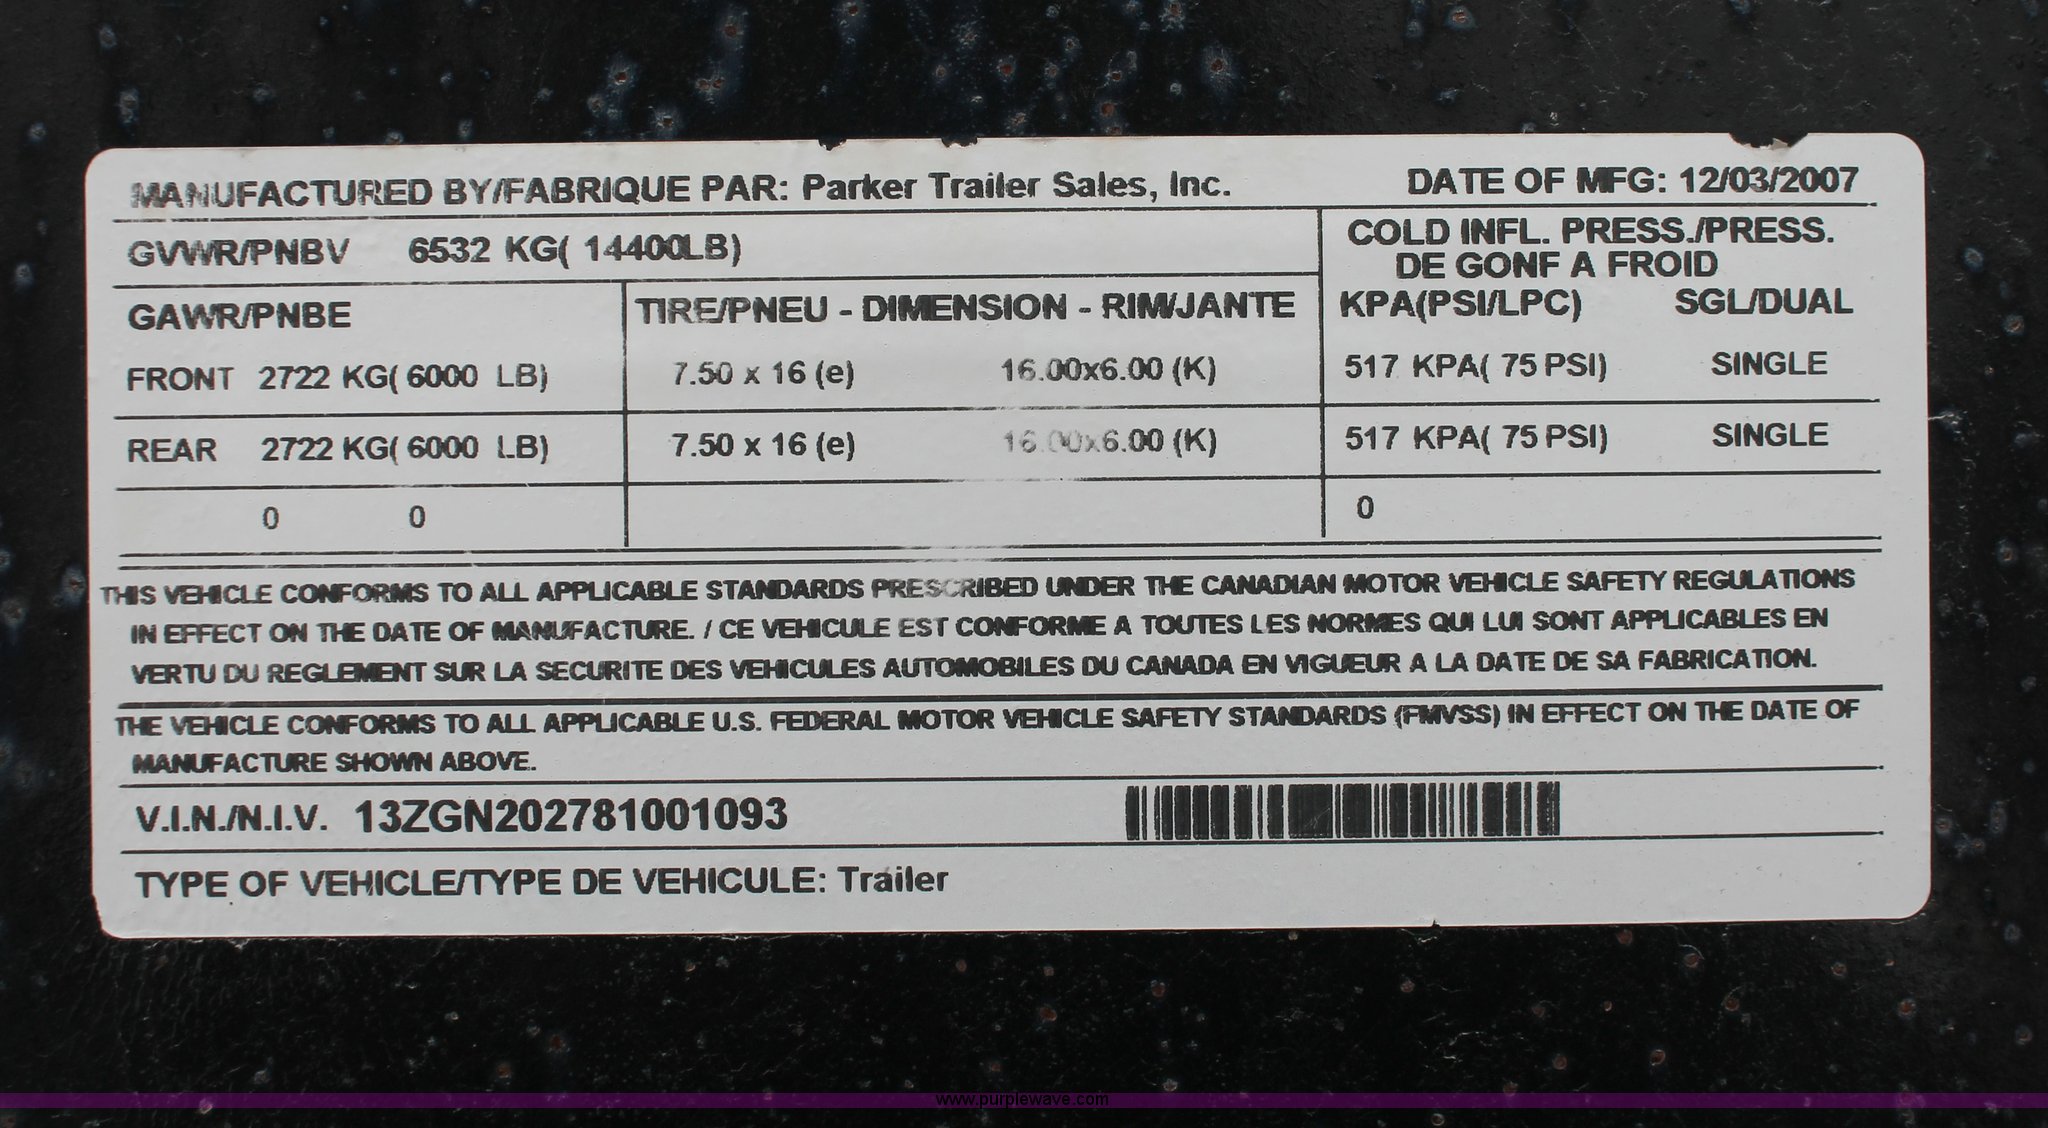 MANUFACTURED BY/FABRIQUE PAR: Parker Trailer Sales, Inc. DATE OF MFG: 12/03/2007
GVWR/PNBV 6532 KG( 14400LB)
COLD INFL. PRESS./PRESS.
DE GONF A FROID
GAWR/PNBE TIRE/PNEU - DIMENSION - RIM/JANTE KPA(PSI/LPC) SGL/DUAL
FRONT 2722 KG( 6000 LB) 7.50 x 16 (e) 16.00x6.00 (K) 517 KPA( 75 PSI) SINGLE
REAR 2722 KG( 6000 LB) 7.50 x 16 (e) 16.00x6.00 (K) 517 KPA( 75 PSI) SINGLE
0 0 0
THIS VEHICLE CONFORMS TO ALL APPLICABLE STANDARDS PRESCRIBED UNDER THE CANADIAN MOTOR VEHICLE SAFETY REGULATIONS
IN EFFECT ON THE DATE OF MANUFACTURE. / CE VEHICULE EST CONFORME A TOUTES LES NORMES QUI LUI SONT APPLICABLES EN
VERTU DU REGLEMENT SUR LA SECURITE DES VEHICULES AUTOMOBILES DU CANADA EN VIGUEUR A LA DATE DE SA FABRICATION.
THE VEHICLE CONFORMS TO ALL APPLICABLE U.S. FEDERAL MOTOR VEHICLE SAFETY STANDARDS (FMVSS) IN EFFECT ON THE DATE OF
MANUFACTURE SHOWN ABOVE.
V.I.N./N.I.V. 13ZGN202781001093
TYPE OF VEHICLE/TYPE DE VEHICULE: Trailer
www.purplewave.com